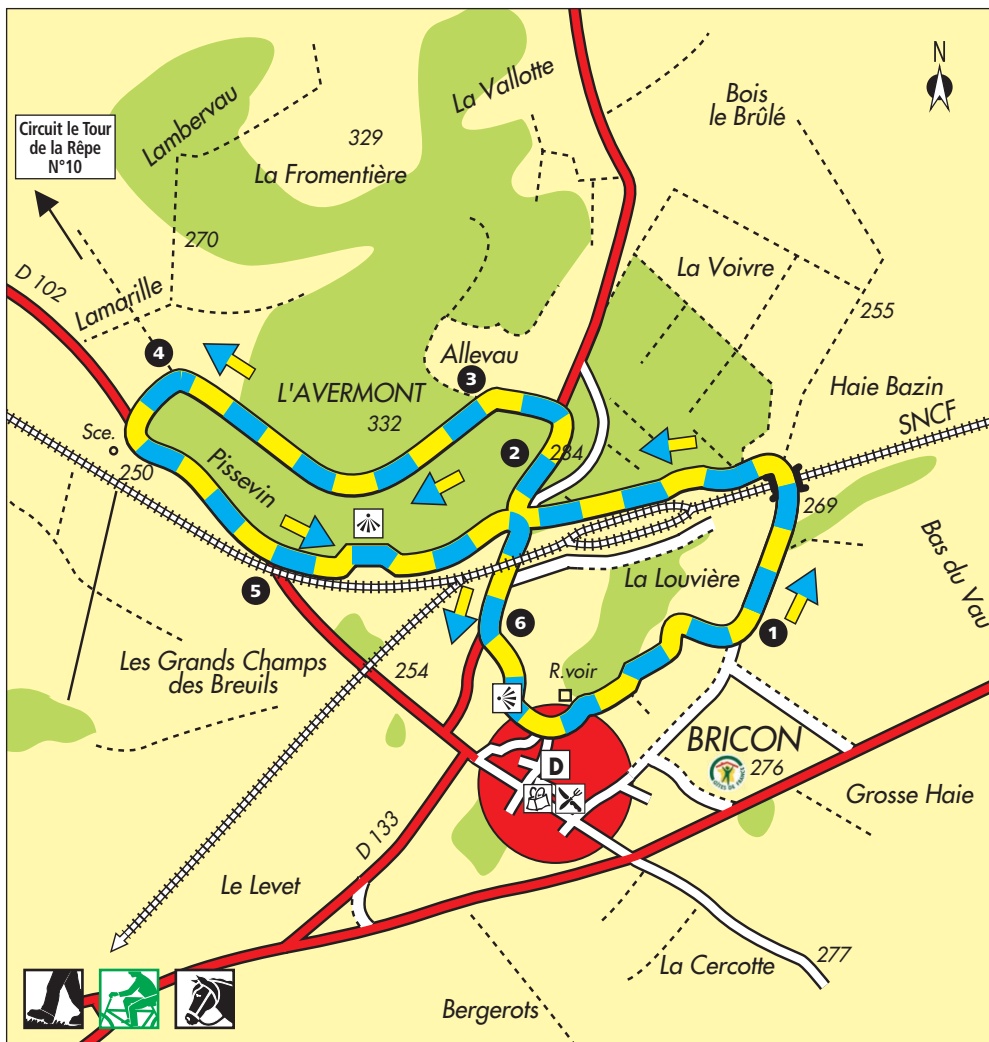 La Vallotte
N
Lambervau
Bois
le Brûlé
Circuit le Tour
de la Rêpe
N°10
329
La Fromentière
270
La Voivre
D 102
Lamarille
255
4
Allevau
3
L'AVERMONT
332
Haie Bazin
SNCF
Sce.
250
Pissevin
2
284
269
Bas du Vau
5
La Louvière
6
1
Les Grands Champs
des Breuils
254
R.voir
BRICON
276
D
Grosse Haie
D 133
Le Levet
La Cercotte
277
Bergerots